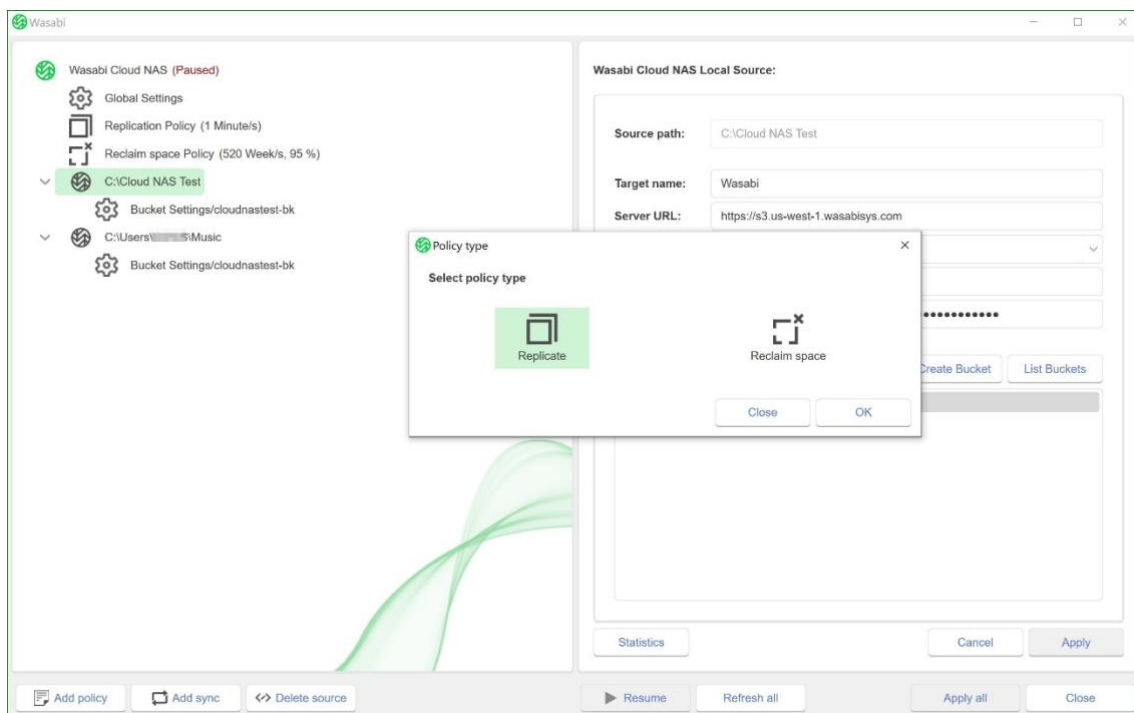 Wasabi
Wasabi Cloud NAS (Paused)
Global Settings
Replication Policy (1 Minute/s)
Reclaim space Policy (520 Week/s, 95 %)
C:\Cloud NAS Test
Bucket Settings/cloudnastest-bk
C:\Users\ \Music
Bucket Settings/cloudnastest-bk
Wasabi Cloud NAS Local Source:
Source path: C:\Cloud NAS Test
Target name: Wasabi
Server URL: https://s3.us-west-1.wasabisys.com
Policy type
Select policy type
Replicate
Reclaim space
Close OK
Create Bucket List Buckets
Statistics Cancel Apply
Add policy Add sync Delete source Resume Refresh all Apply all Close